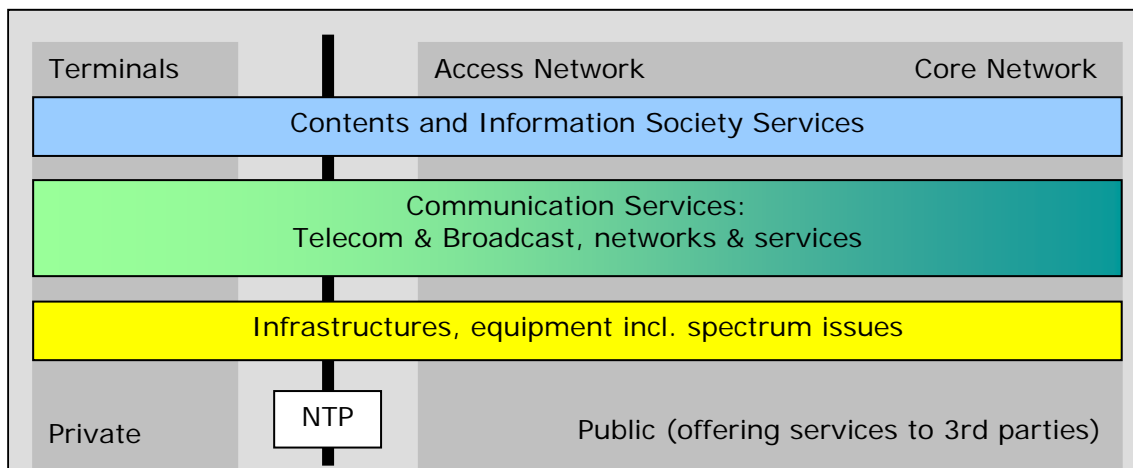 Terminals
Access Network
Core Network
Contents and Information Society Services
Communication Services:
Telecom & Broadcast, networks & services
Infrastructures, equipment incl. spectrum issues
NTP
Private
Public (offering services to 3rd parties)